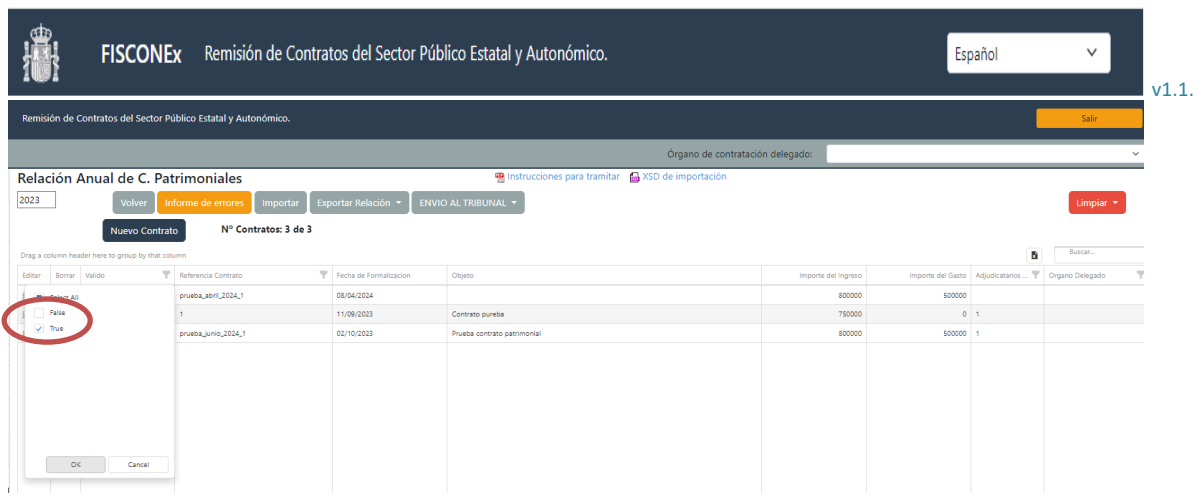 FISCONEx Remisión de Contratos del Sector Público Estatal y Autonómico. Español
v1.1.
Remisión de Contratos del Sector Público Estatal y Autonómico. Salir
Órgano de contratación delegado:
Relación Anual de C. Patrimoniales Instrucciones para tramitar XSD de importación
2023 Volver Informe de errores Importar Exportar Relación ENVIO AL TRIBUNAL Limpiar
Nuevo Contrato Nº Contratos: 3 de 3
Drag a column header here to group by that column Buscar...
Editar Borrar Valido Referencia Contrato Fecha de Formalizacion Objeto Importe del Ingreso Importe del Gasto Adjudicatarios ... Organo Delegado
Select All prueba_abril_2024_1 08/04/2024 800000 500000
False 1 11/09/2023 Contrato pureba 750000 0 1
True prueba_junio_2024_1 02/10/2023 Prueba contrato patrimonial 800000 500000 1
OK Cancel